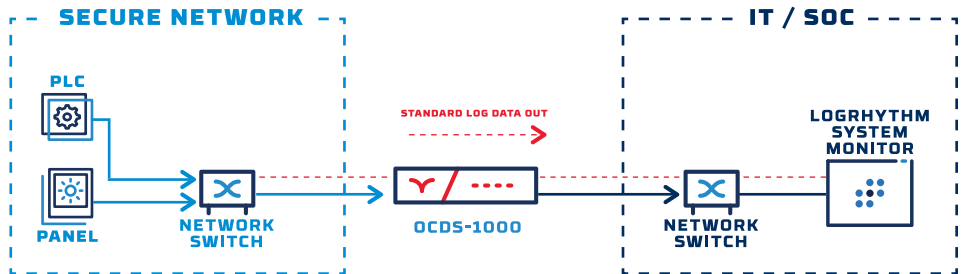 SECURE NETWORK
IT / SOC
PLC
STANDARD LOG DATA OUT
LOGRHYTHM
SYSTEM
MONITOR
PANEL
NETWORK
SWITCH
OCDS-1000
NETWORK
SWITCH